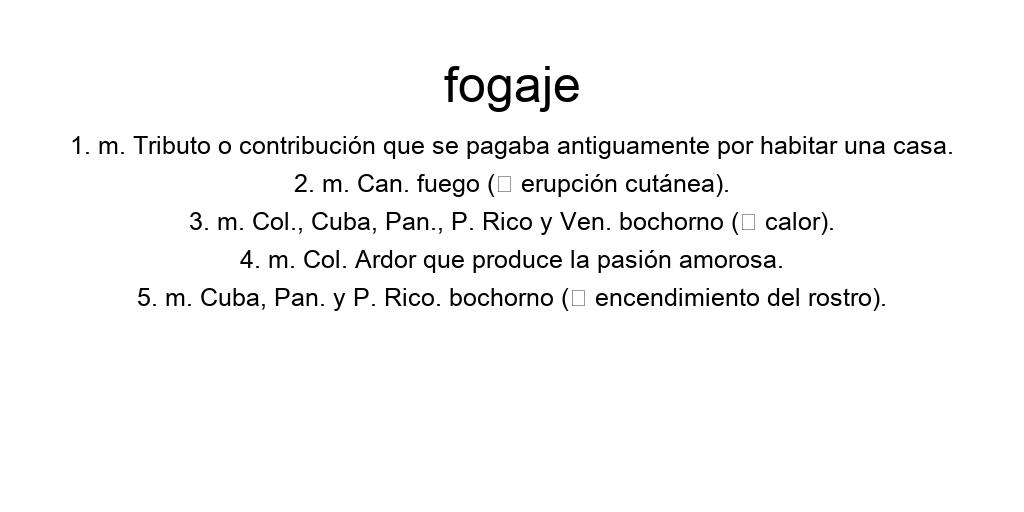 fogaje
1. m. Tributo o contribución que se pagaba antiguamente por habitar una casa.
2. m. Can. fuego (□ erupción cutánea).
3. m. Col., Cuba, Pan., P. Rico y Ven. bochorno (□ calor).
4. m. Col. Ardor que produce la pasión amorosa.
5. m. Cuba, Pan. y P. Rico. bochorno (□ encendimiento del rostro).